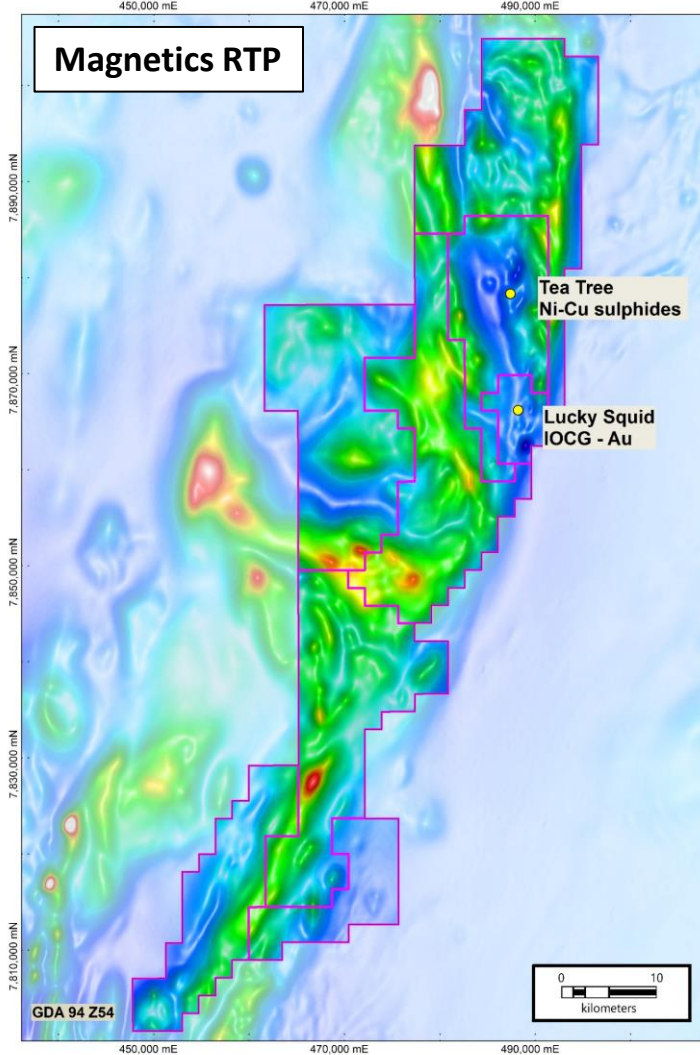 450,000 mE
470,000 mE
490,000 mE
Magnetics RTP
7,890,000 mN
Tea Tree
Ni-Cu sulphides
7,870,000 mN
Lucky Squid
IOCG - Au
7,850,000 mN
7,830,000 mN
7,810,000 mN
0 10
kilometers
GDA 94 Z54
450,000 mE
470,000 mE
490,000 mE